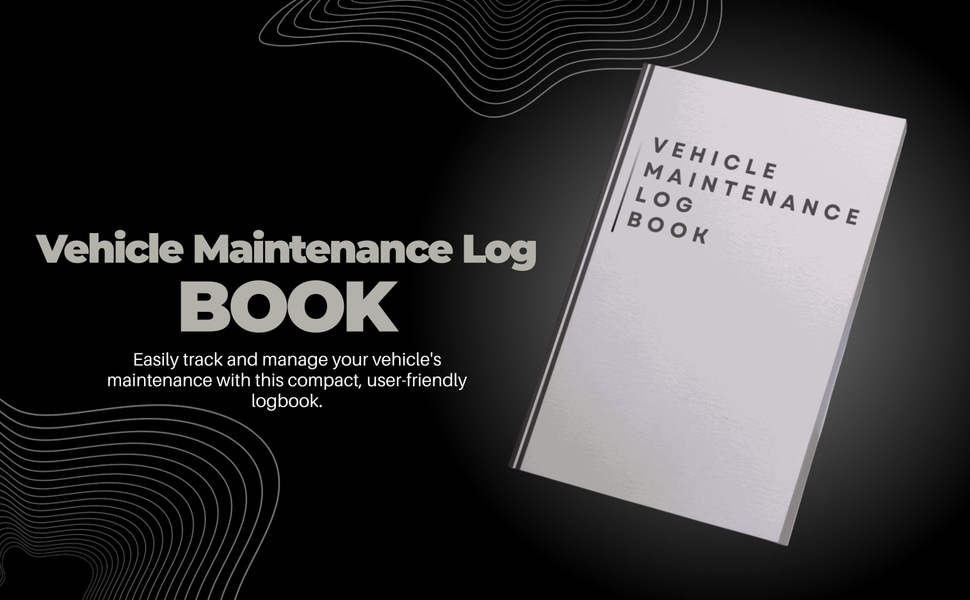 Vehicle Maintenance Log
BOOK
Easily track and manage your vehicle's
maintenance with this compact, user-friendly
logbook.
VEHICLE
MAINTENANCE
LOG
BOOK